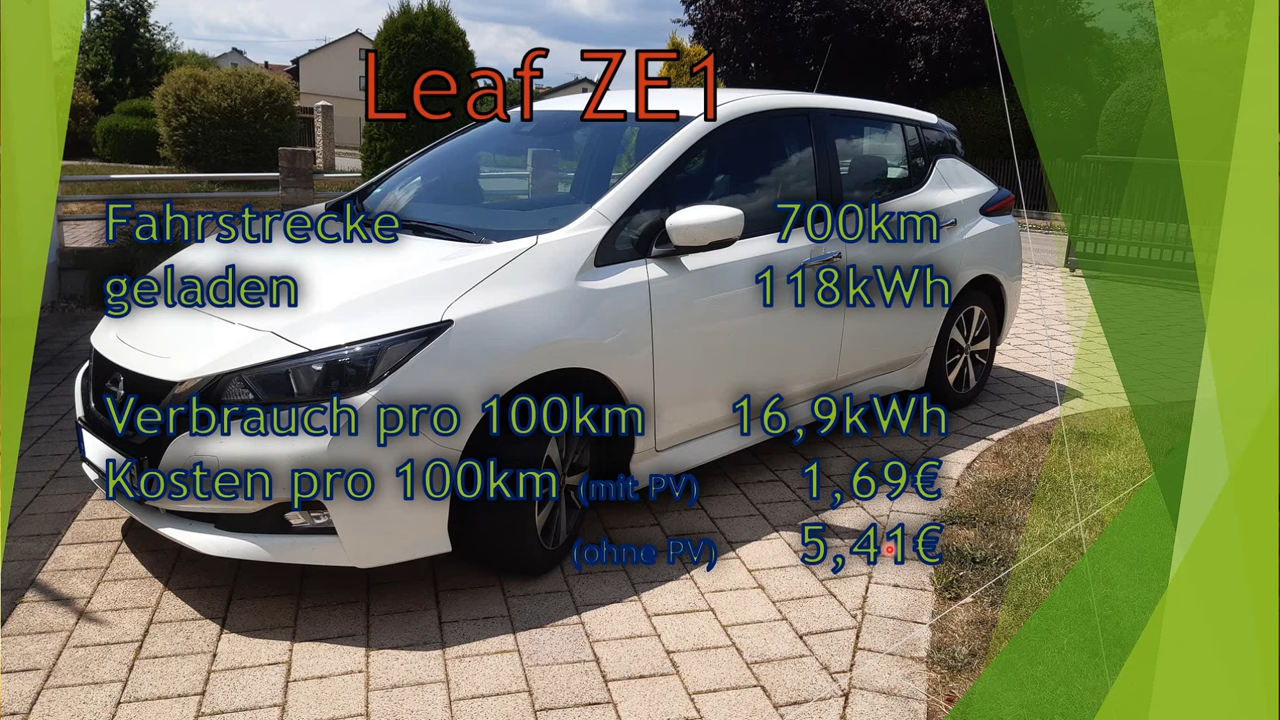 Leaf ZE1
Fahrstrecke 700km
geladen 118kWh
Verbrauch pro 100km 16,9kWh
Kosten pro 100km (mit PV) 1,69€
(ohne PV) 5,41€